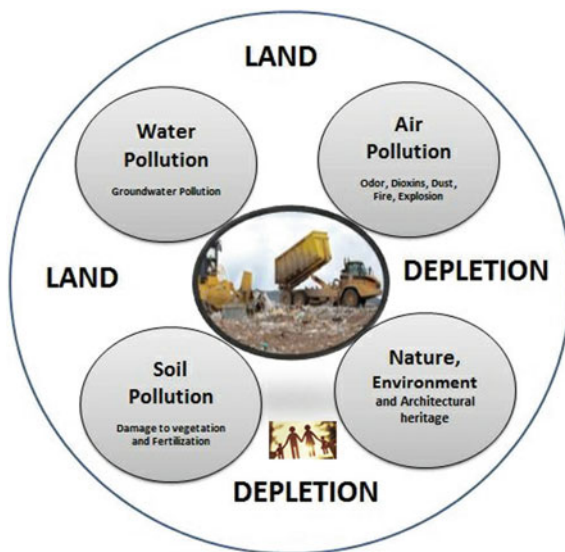 LAND
Water
Pollution
Groundwater Pollution
Air
Pollution
Odor, Dioxins, Dust,
Fire, Explosion
LAND
DEPLETION
Soil
Pollution
Damage to vegetation
and Fertilization
Nature,
Environment
and Architectural
heritage
DEPLETION